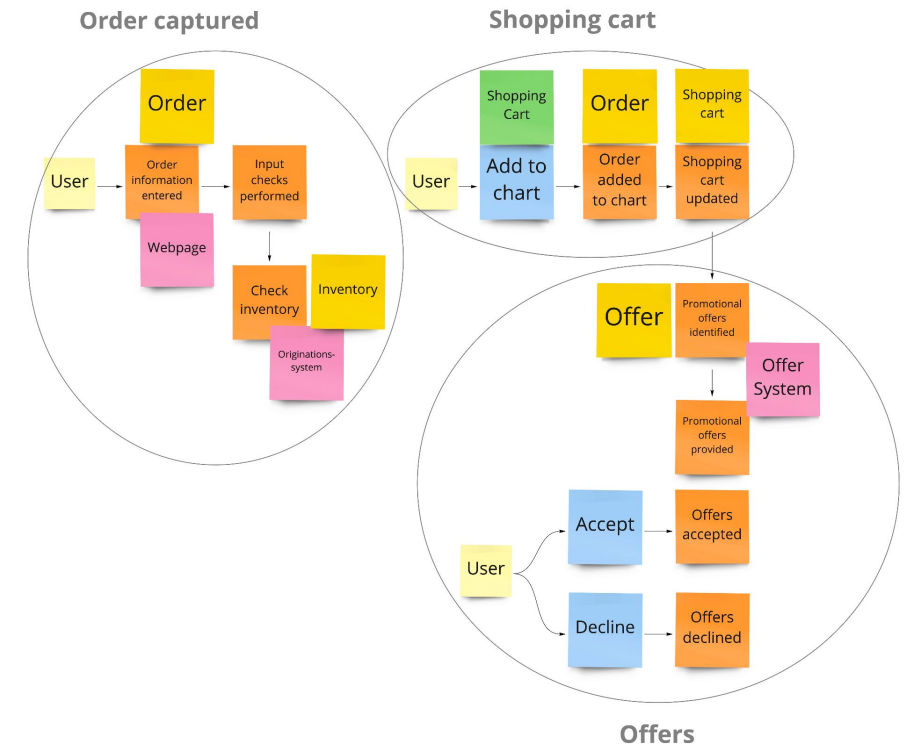 Order captured
Order
User
Order
information
entered
Input
checks
performed
Webpage
Check
inventory
Inventory
Originations-
system
Shopping cart
Shopping
Cart
Order
Shopping
cart
User
Add to
chart
Order
added
to chart
Shopping
cart
updated
Offer
Promotional
offers
identified
Offer
System
Promotional
offers
provided
User
Accept
Offers
accepted
Decline
Offers
declined
Offers